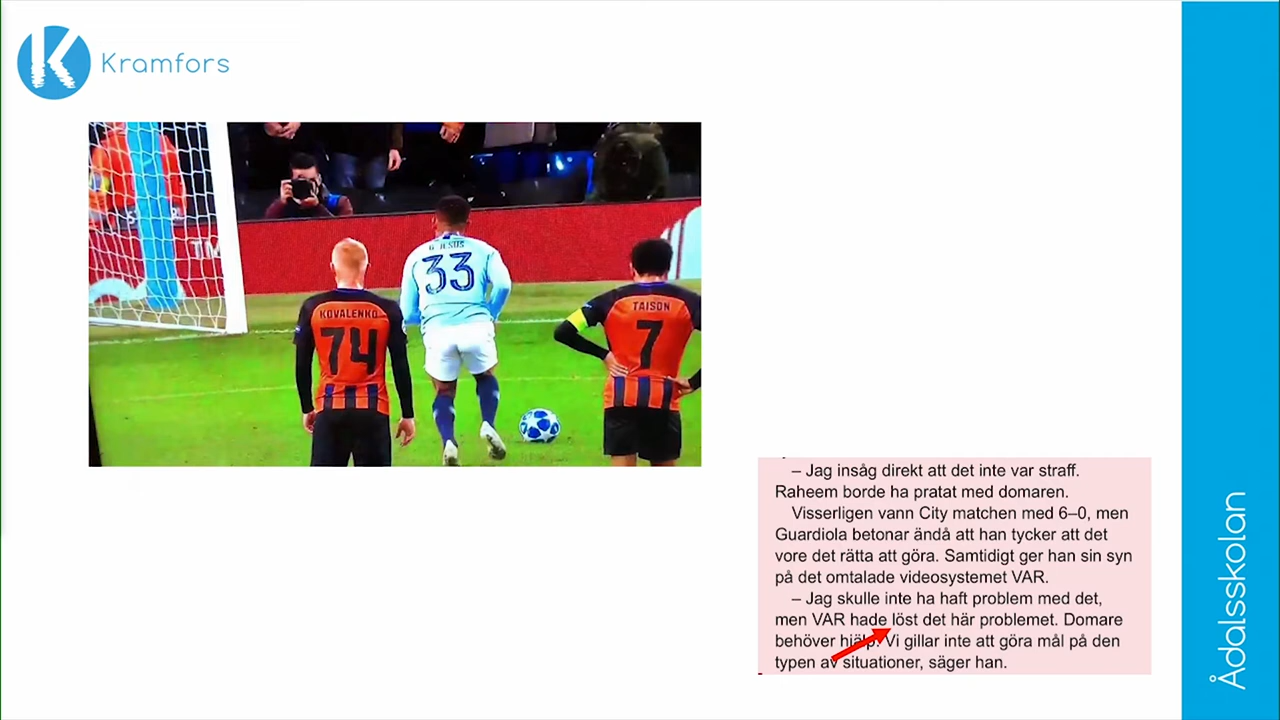 Kramfors
TM
G. JESUS
33
KOVALENKO
74
TAISON
7
– Jag insåg direkt att det inte var straff.
Raheem borde ha pratat med domaren.
Visserligen vann City matchen med 6–0, men
Guardiola betonar ändå att han tycker att det
vore det rätta att göra. Samtidigt ger han sin syn
på det omtalade videosystemet VAR.
– Jag skulle inte ha haft problem med det,
men VAR hade löst det här problemet. Domare
behöver hjälp. Vi gillar inte att göra mål på den
typen av situationer, säger han.
Ådalsskolan